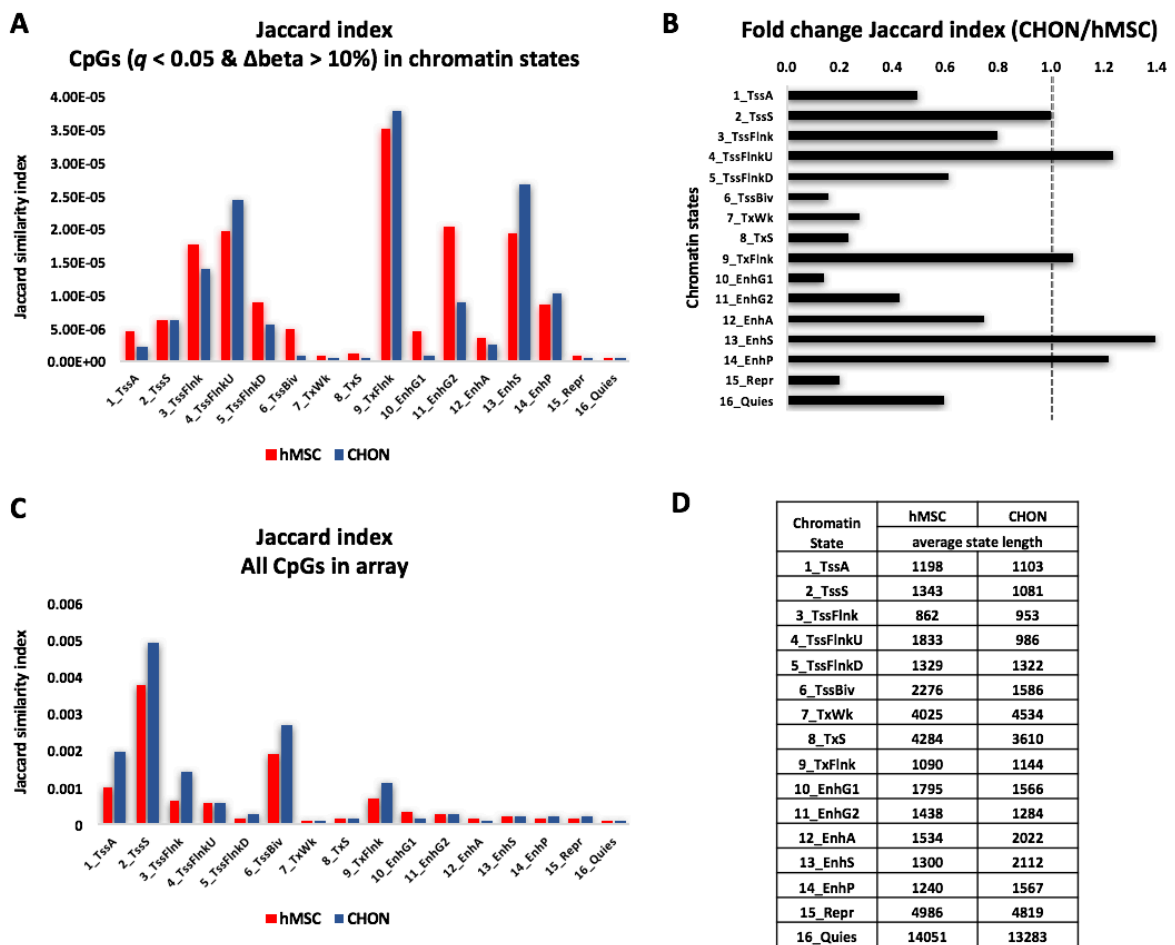 A
Jaccard index
CpGs (q < 0.05 & Δbeta > 10%) in chromatin states
Jaccard similarity index
4.00E-05
3.50E-05
3.00E-05
2.50E-05
2.00E-05
1.50E-05
1.00E-05
5.00E-06
0.00E+00
1_TssA
2_TssS
3_TssFlnk
4_TssFlnkU
5_TssFlnkD
6_TssBiv
7_TxWk
8_TxS
9_TxFlnk
10_EnhG1
11_EnhG2
12_EnhA
13_EnhS
14_EnhP
15_Repr
16_Quies
hMSC CHON
B
Fold change Jaccard index (CHON/hMSC)
0.0 0.2 0.4 0.6 0.8 1.0 1.2 1.4
Chromatin states
1_TssA
2_TssS
3_TssFlnk
4_TssFlnkU
5_TssFlnkD
6_TssBiv
7_TxWk
8_TxS
9_TxFlnk
10_EnhG1
11_EnhG2
12_EnhA
13_EnhS
14_EnhP
15_Repr
16_Quies
C
Jaccard index
All CpGs in array
Jaccard similarity index
0.006
0.005
0.004
0.003
0.002
0.001
0
1_TssA
2_TssS
3_TssFlnk
4_TssFlnkU
5_TssFlnkD
6_TssBiv
7_TxWk
8_TxS
9_TxFlnk
10_EnhG1
11_EnhG2
12_EnhA
13_EnhS
14_EnhP
15_Repr
16_Quies
hMSC CHON
D
Chromatin State hMSC CHON
average state length
1_TssA 1198 1103
2_TssS 1343 1081
3_TssFlnk 862 953
4_TssFlnkU 1833 986
5_TssFlnkD 1329 1322
6_TssBiv 2276 1586
7_TxWk 4025 4534
8_TxS 4284 3610
9_TxFlnk 1090 1144
10_EnhG1 1795 1566
11_EnhG2 1438 1284
12_EnhA 1534 2022
13_EnhS 1300 2112
14_EnhP 1240 1567
15_Repr 4986 4819
16_Quies 14051 13283